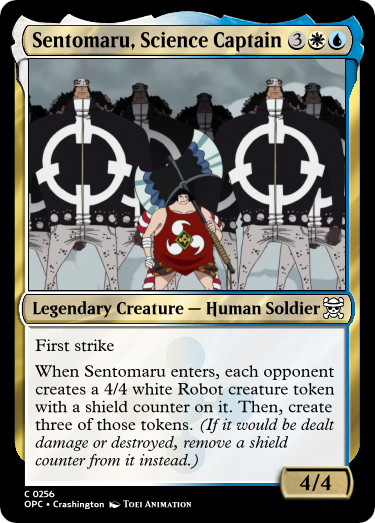 Sentomaru, Science Captain 3
Legendary Creature — Human Soldier
First strike
When Sentomaru enters, each opponent
creates a 4/4 white Robot creature token
with a shield counter on it. Then, create
three of those tokens. (If it would be dealt
damage or destroyed, remove a shield
counter from it instead.)
4/4
C 0256
OPC • Crashington TOEI ANIMATION